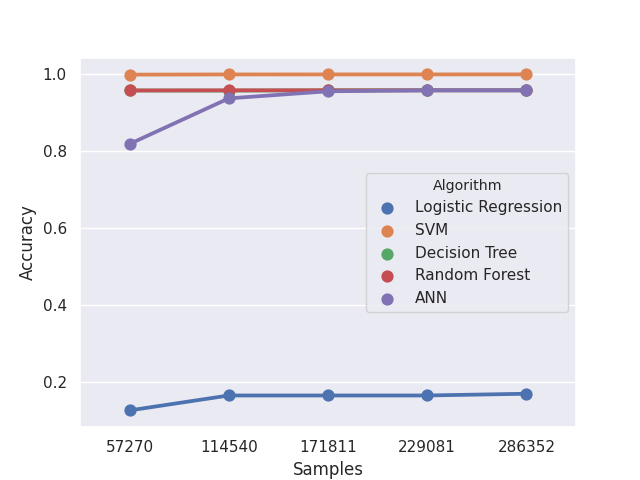 1.0
0.8
0.6
0.4
0.2
Accuracy
Algorithm
Logistic Regression
SVM
Decision Tree
Random Forest
ANN
57270 114540 171811 229081 286352
Samples